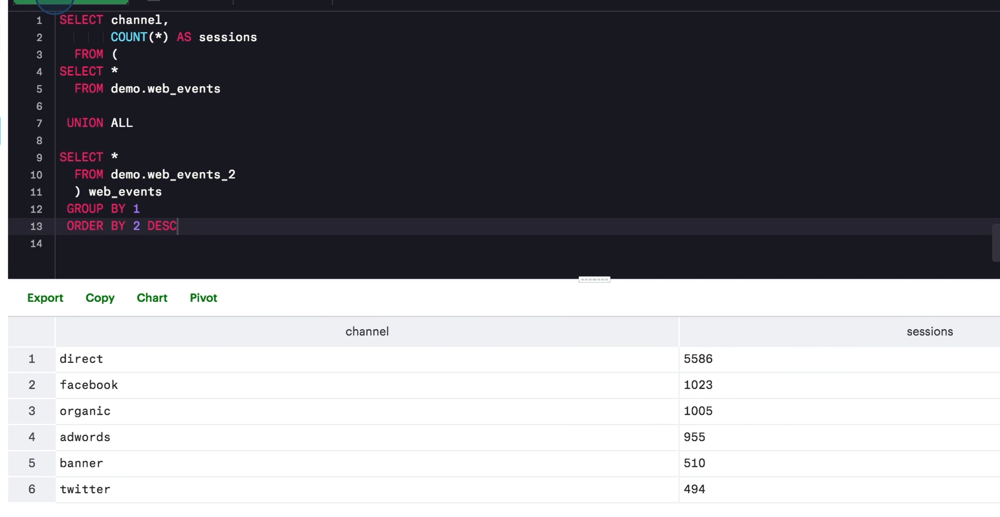 1 SELECT channel,
2 COUNT(*) AS sessions
3 FROM (
4 SELECT *
5 FROM demo.web_events
6
7 UNION ALL
8
9 SELECT *
10 FROM demo.web_events_2
11 ) web_events
12 GROUP BY 1
13 ORDER BY 2 DESC
14
Export Copy Chart Pivot
channel sessions
1 direct 5586
2 facebook 1023
3 organic 1005
4 adwords 955
5 banner 510
6 twitter 494